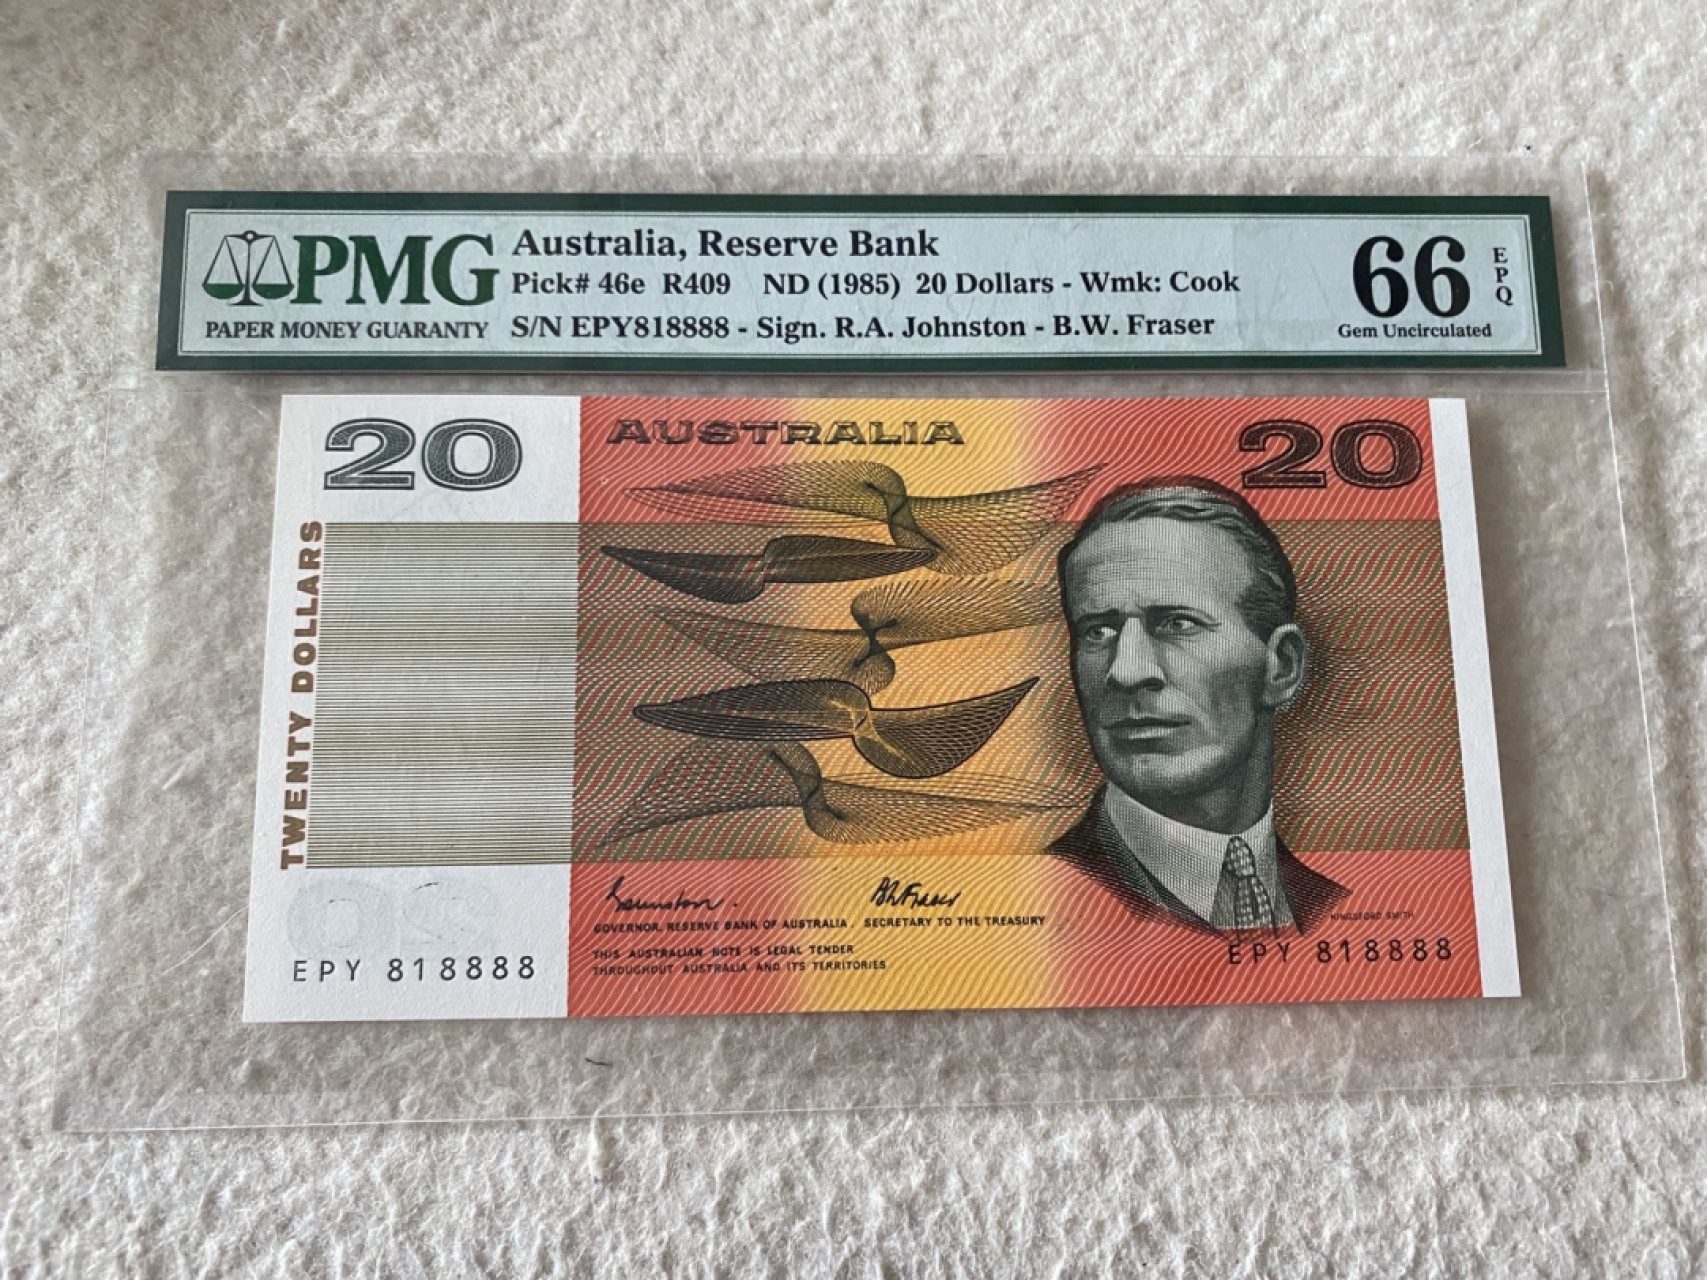 PMG
PAPER MONEY GUARANTY
Australia, Reserve Bank
Pick# 46e R409 ND (1985) 20 Dollars - Wmk: Cook
S/N EPY818888 - Sign. R.A. Johnston - B.W. Fraser
66 EPQ
Gem Uncirculated
20
AUSTRALIA
20
TWENTY DOLLARS
Johnston.
BWFraser
GOVERNOR, RESERVE BANK OF AUSTRALIA. SECRETARY TO THE TREASURY
THIS AUSTRALIAN NOTE IS LEGAL TENDER
THROUGHOUT AUSTRALIA AND ITS TERRITORIES
KINGSFORD SMITH
EPY 818888
EPY 818888